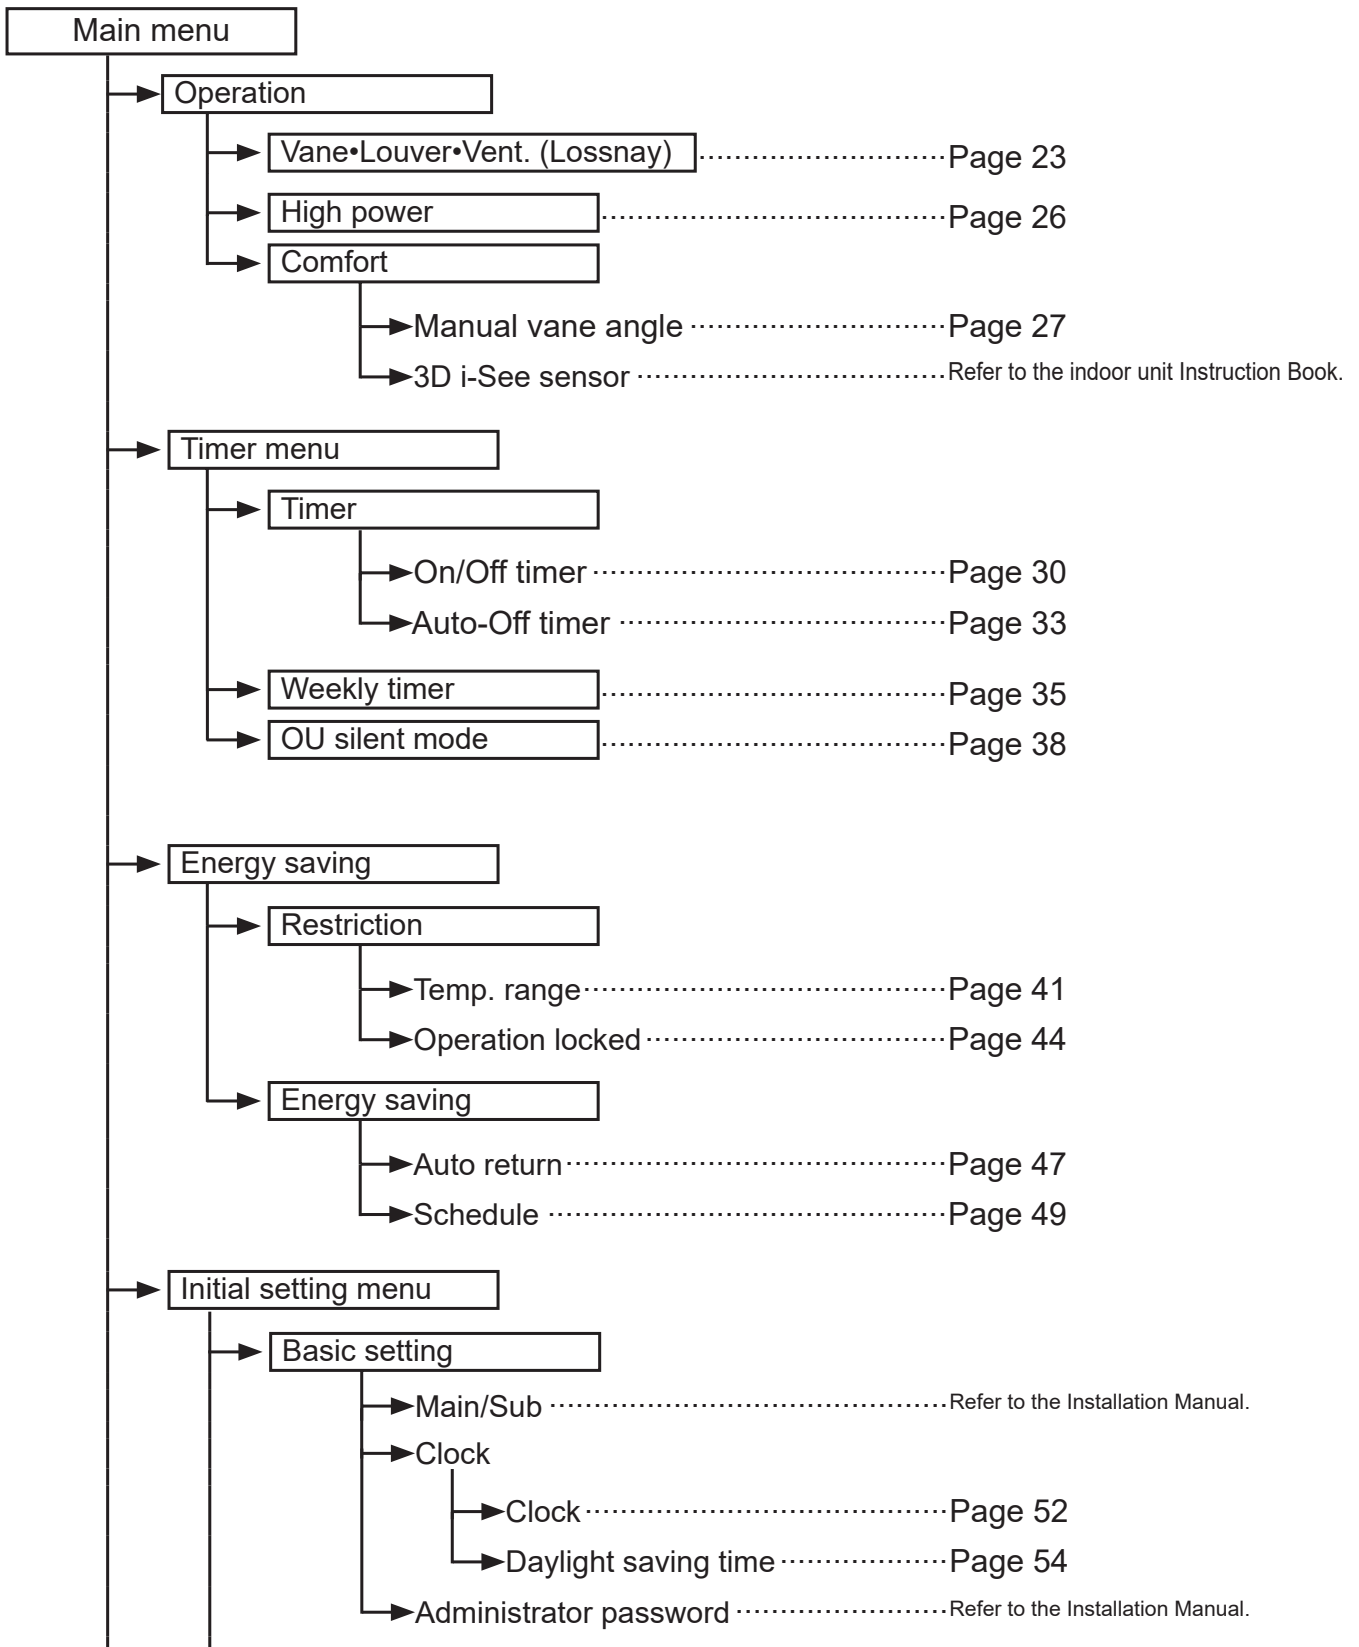 Main menu
Operation
Vane•Louver•Vent. (Lossnay) Page 23
High power Page 26
Comfort
Manual vane angle Page 27
3D i-See sensor Refer to the indoor unit Instruction Book.
Timer menu
Timer
On/Off timer Page 30
Auto-Off timer Page 33
Weekly timer Page 35
OU silent mode Page 38
Energy saving
Restriction
Temp. range Page 41
Operation locked Page 44
Energy saving
Auto return Page 47
Schedule Page 49
Initial setting menu
Basic setting
Main/Sub Refer to the Installation Manual.
Clock
Clock Page 52
Daylight saving time Page 54
Administrator password Refer to the Installation Manual.